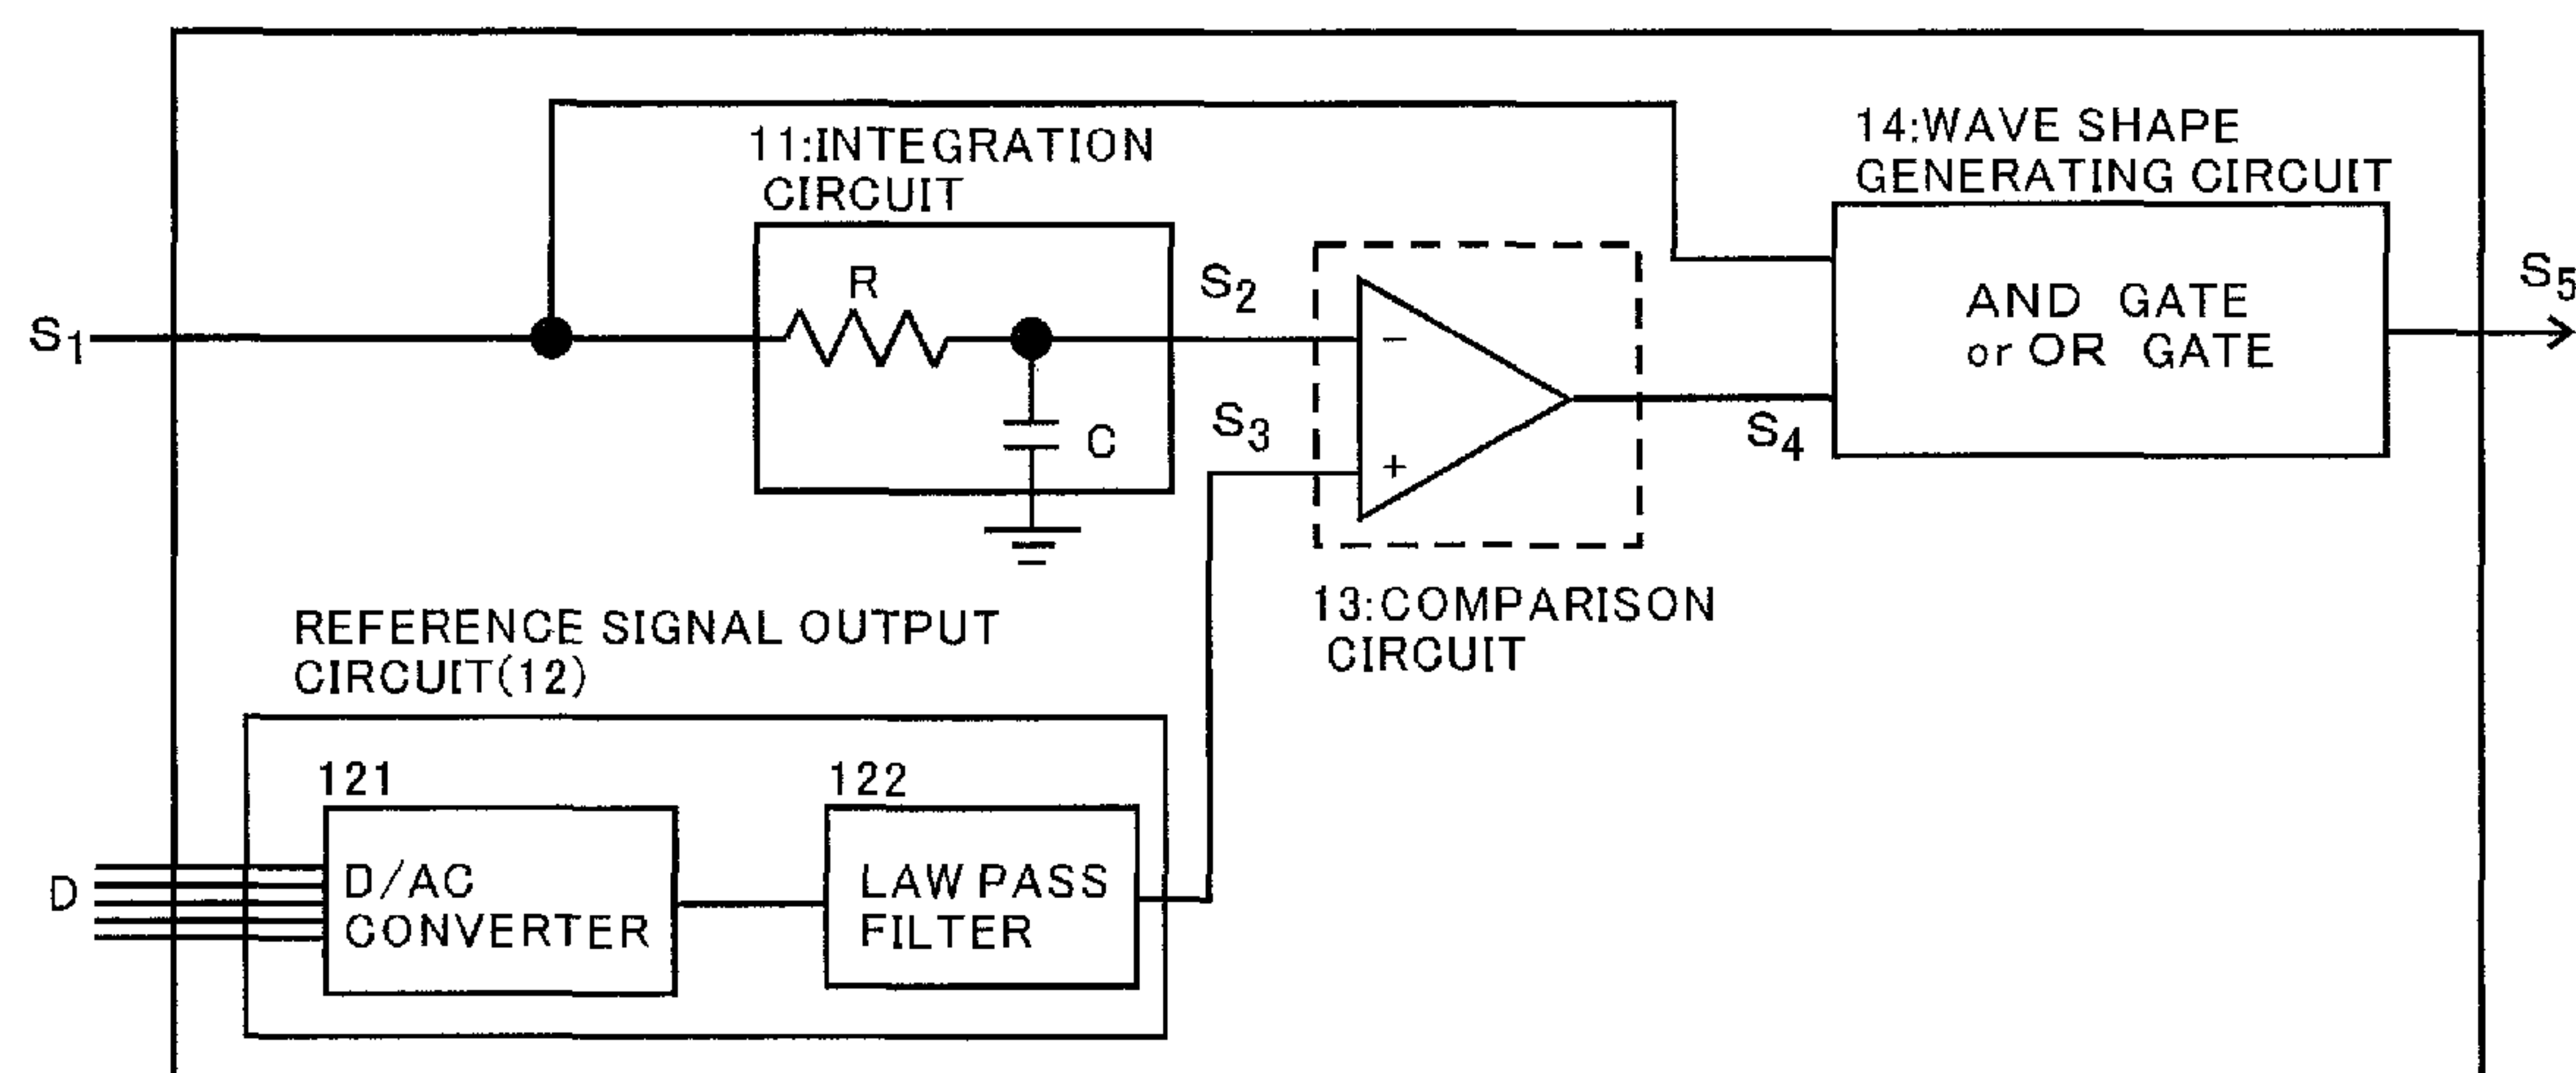 11:INTEGRATION
CIRCUIT
14:WAVE SHAPE
GENERATING CIRCUIT
S1
R
C
S2
S3
-
+
S4
AND GATE
or OR GATE
S5
13:COMPARISON
CIRCUIT
REFERENCE SIGNAL OUTPUT
CIRCUIT(12)
121
122
D
D/AC
CONVERTER
LAW PASS
FILTER